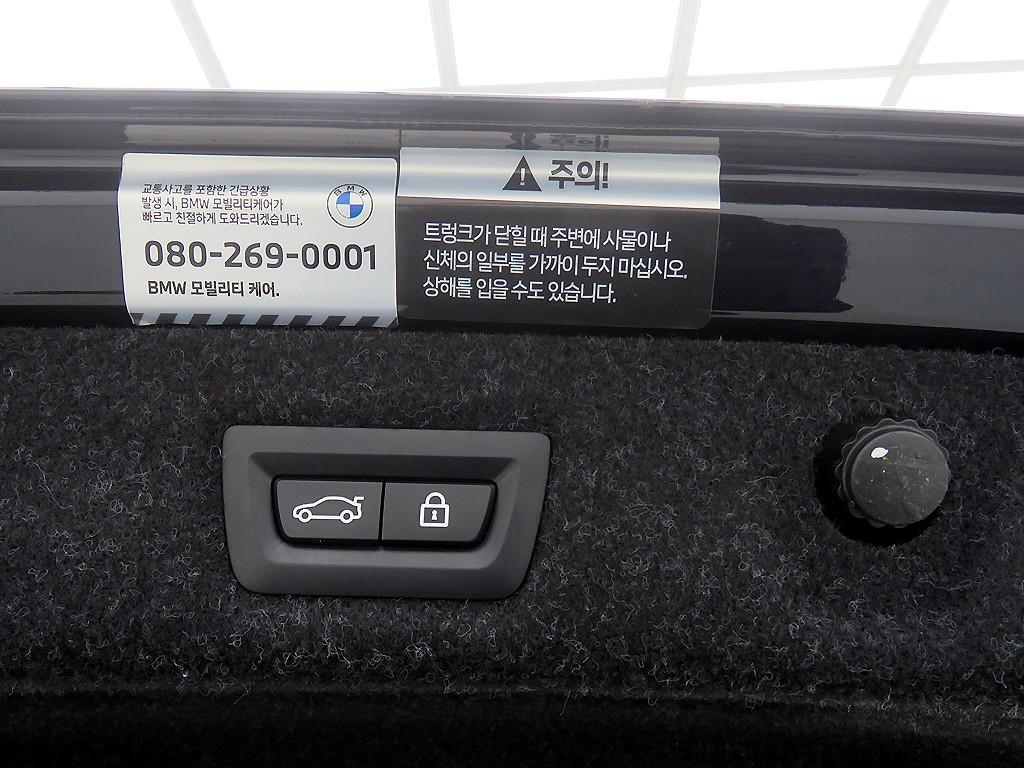 교통사고를 포함한 긴급상황
발생 시, BMW 모빌리티케어가
빠르고 친절하게 도와드리겠습니다.
BMW
080-269-0001
BMW 모빌리티 케어.
주의!
트렁크가 닫힐 때 주변에 사물이나
신체의 일부를 가까이 두지 마십시오.
상해를 입을 수도 있습니다.